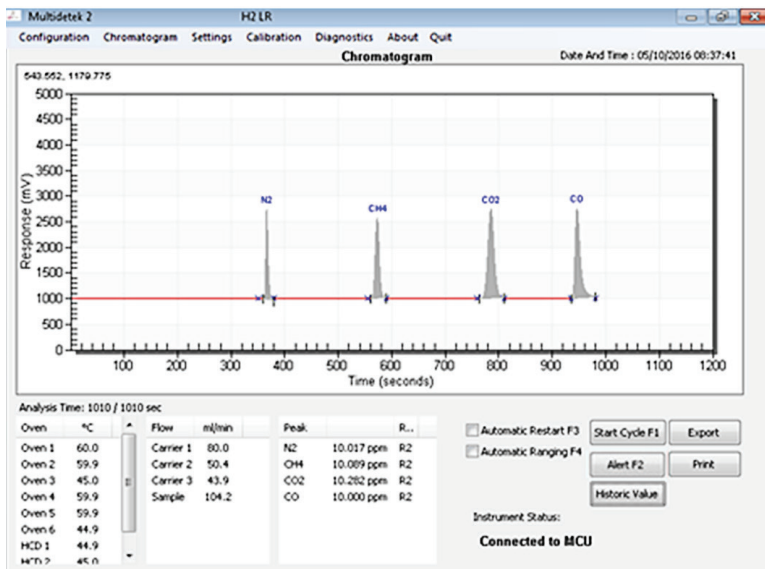 Multidetek 2 H2 LR
Configuration Chromatogram Settings Calibration Diagnostics About Quit
Chromatogram Date And Time : 05/10/2016 08:37:41
543.552, 1179.775
5000
4500
4000
3500
3000
2500
2000
1500
1000
500
0
Response (mV)
N2 CH4 CO2 CO
100 200 300 400 500 600 700 800 900 1000 1100 1200
Time (seconds)
Analysis Time: 1010 / 1010 sec
Oven °C Flow ml/min Peak R...
Oven 1 60.0 Carrier 1 80.0 N2 10.017 ppm R2
Oven 2 59.9 Carrier 2 50.4 CH4 10.089 ppm R2
Oven 3 45.0 Carrier 3 43.9 CO2 10.282 ppm R2
Oven 4 59.9 Sample 104.2 CO 10.000 ppm R2
Oven 5 59.9
Oven 6 44.9
HCD 1 44.9
HCD 2 45.0
Automatic Restart F3 Start Cycle F1 Export
Automatic Ranging F4 Alert F2 Print
Historic Value
Instrument Status:
Connected to MCU